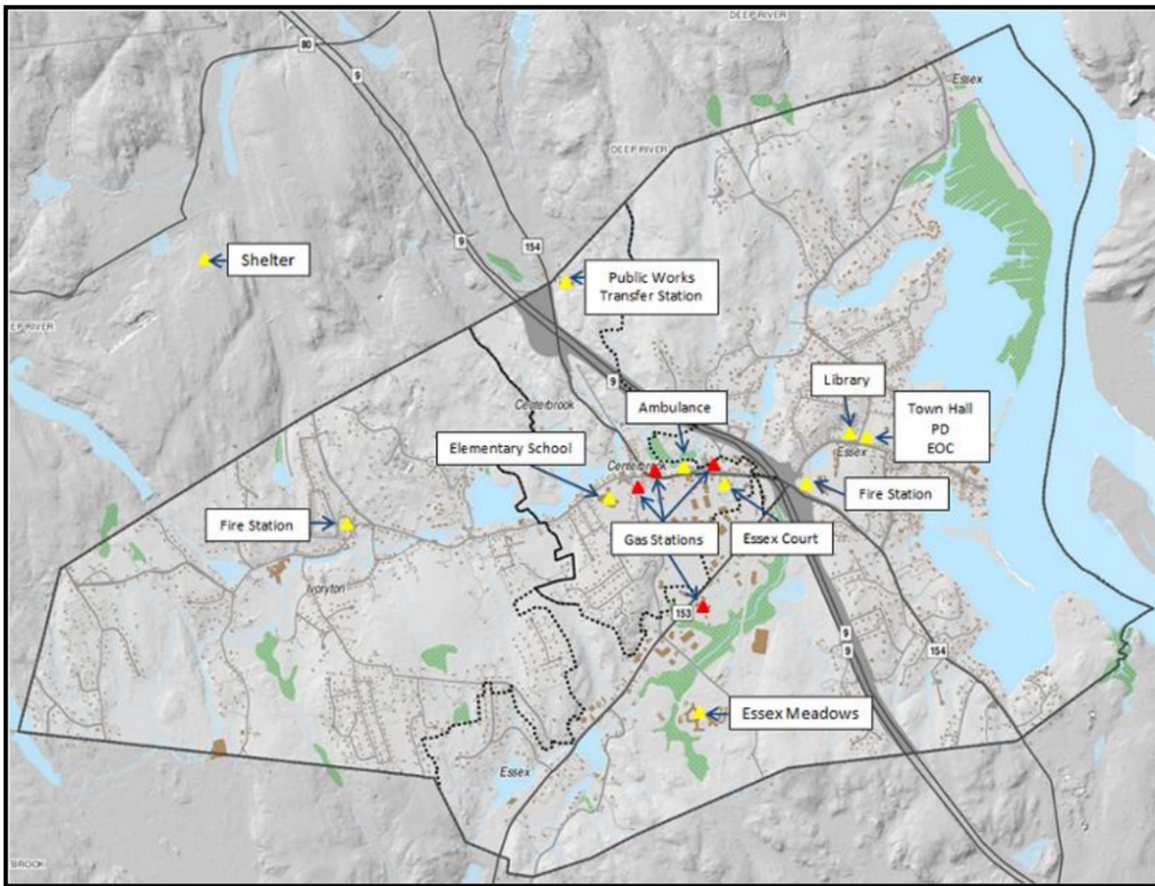 DEEP RIVER
80
9
Essex
DEEP RIVER
9
154
Shelter
Public Works
Transfer Station
9
Library
Town Hall
PD
EOC
Centerbrook
Ambulance
Elementary School
Centerbrook
Essex
Fire Station
Fire Station
Gas Stations
Essex Court
Ivoryton
153
9
9
154
Essex Meadows
Essex